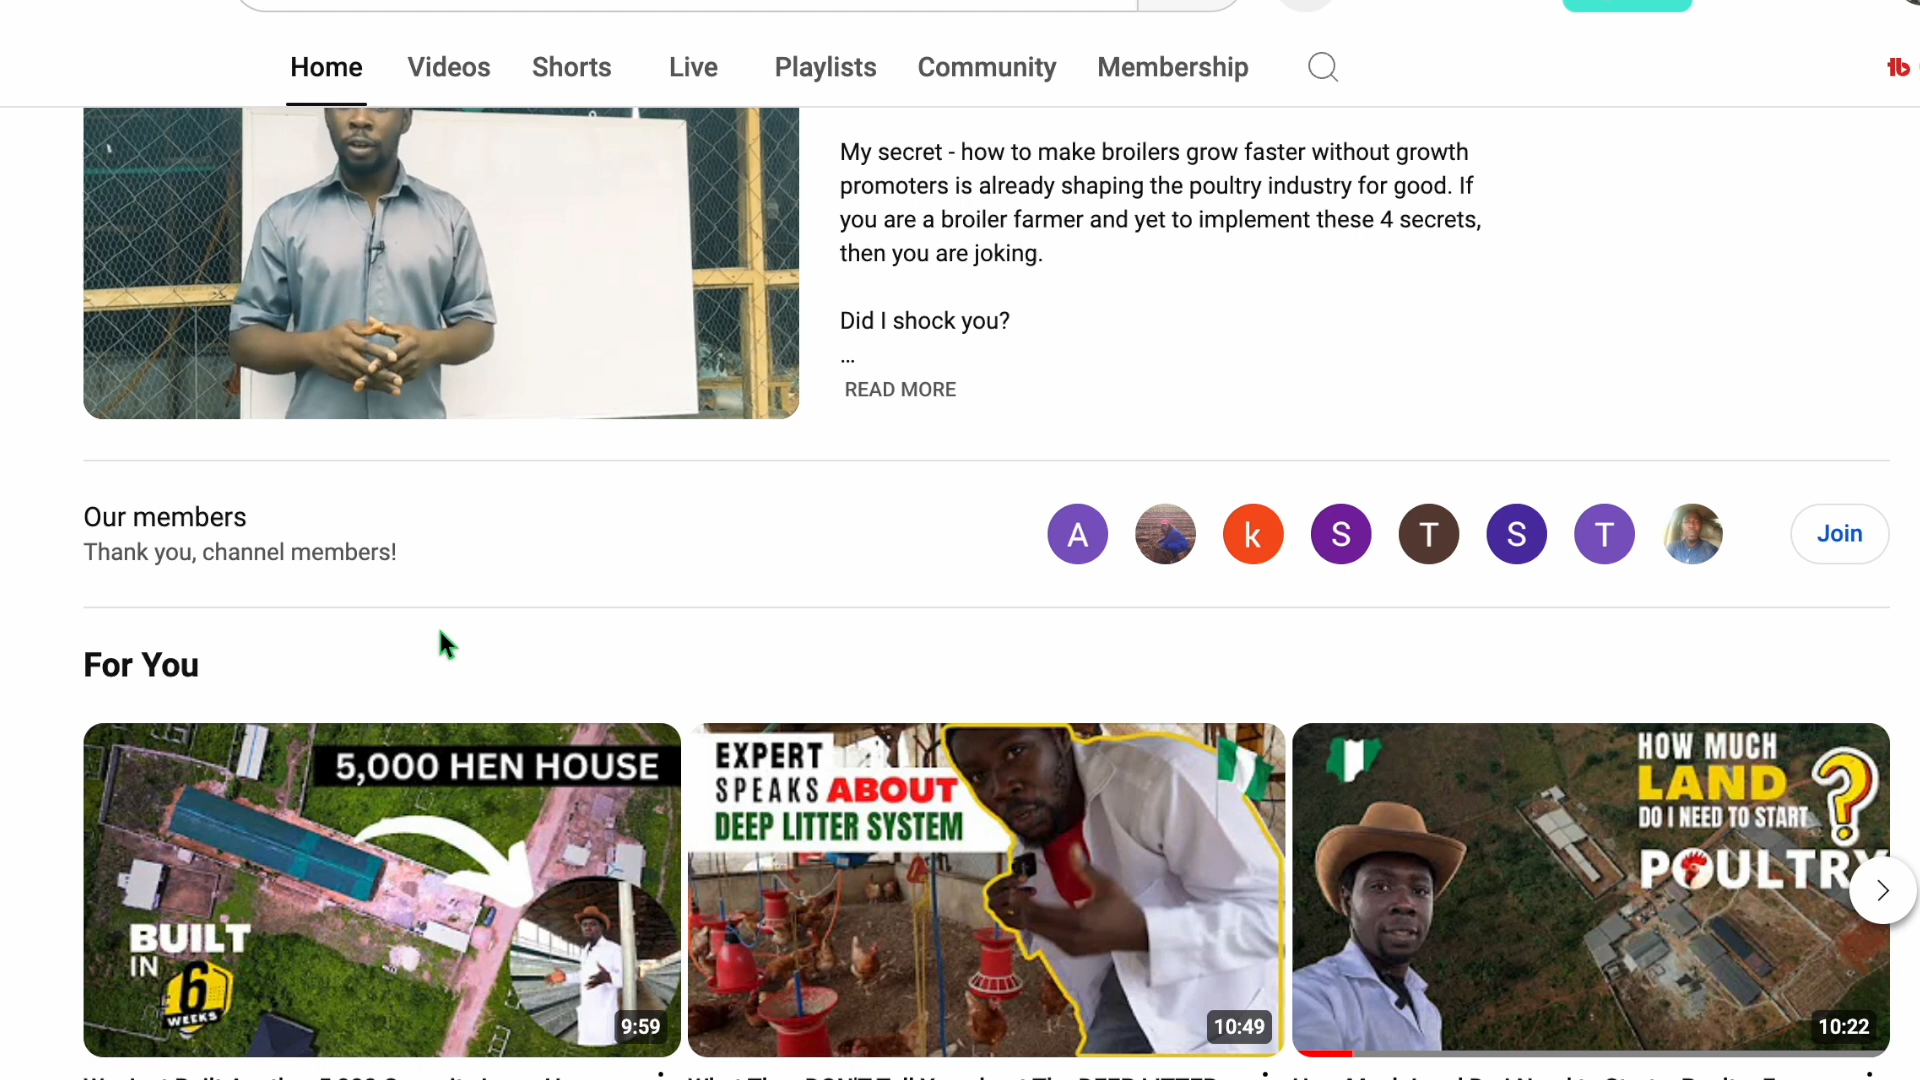 Home Videos Shorts Live Playlists Community Membership
My secret - how to make broilers grow faster without growth
promoters is already shaping the poultry industry for good. If
you are a broiler farmer and yet to implement these 4 secrets,
then you are joking.
Did I shock you?
...
READ MORE
Our members
Thank you, channel members!
A k S T S T
Join
For You
5,000 HEN HOUSE
BUILT
IN 6
WEEKS
9:59
EXPERT
SPEAKS ABOUT
DEEP LITTER SYSTEM
10:49
HOW MUCH
LAND
DO I NEED TO START
POULTRY
?
10:22